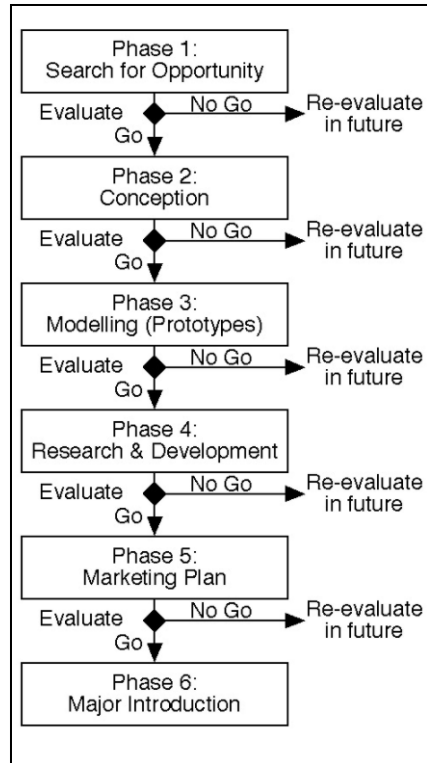 Phase 1:
Search for Opportunity
Evaluate
No Go
Re-evaluate
in future
Go
Phase 2:
Conception
Evaluate
No Go
Re-evaluate
in future
Go
Phase 3:
Modelling (Prototypes)
Evaluate
No Go
Re-evaluate
in future
Go
Phase 4:
Research & Development
Evaluate
No Go
Re-evaluate
in future
Go
Phase 5:
Marketing Plan
Evaluate
No Go
Re-evaluate
in future
Go
Phase 6:
Major Introduction